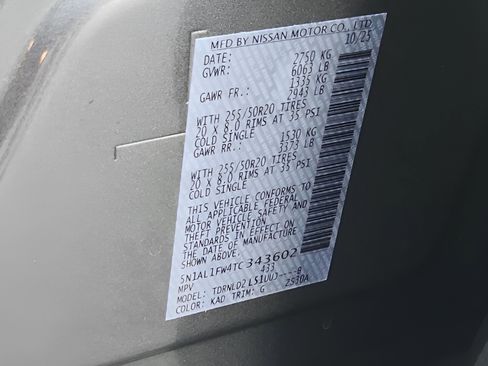 MFD BY NISSAN MOTOR CO., LTD.
DATE: 10/25
GVWR: 2750 KG
6063 LB
GAWR FR.: 1335 KG
2943 LB
WITH 255/50R20 TIRES
20 X 8.0 RIMS AT 35 PSI
COLD SINGLE
GAWR RR.: 1530 KG
3373 LB
WITH 255/50R20 TIRES
20 X 8.0 RIMS AT 35 PSI
COLD SINGLE
THIS VEHICLE CONFORMS TO
ALL APPLICABLE FEDERAL
MOTOR VEHICLE SAFETY AND
THEFT PREVENTION
STANDARDS IN EFFECT ON
THE DATE OF MANUFACTURE
SHOWN ABOVE.
5N1AL1FW4TC343602
MPV 433
MODEL: TDRNLD2
COLOR: KAD TRIM: G